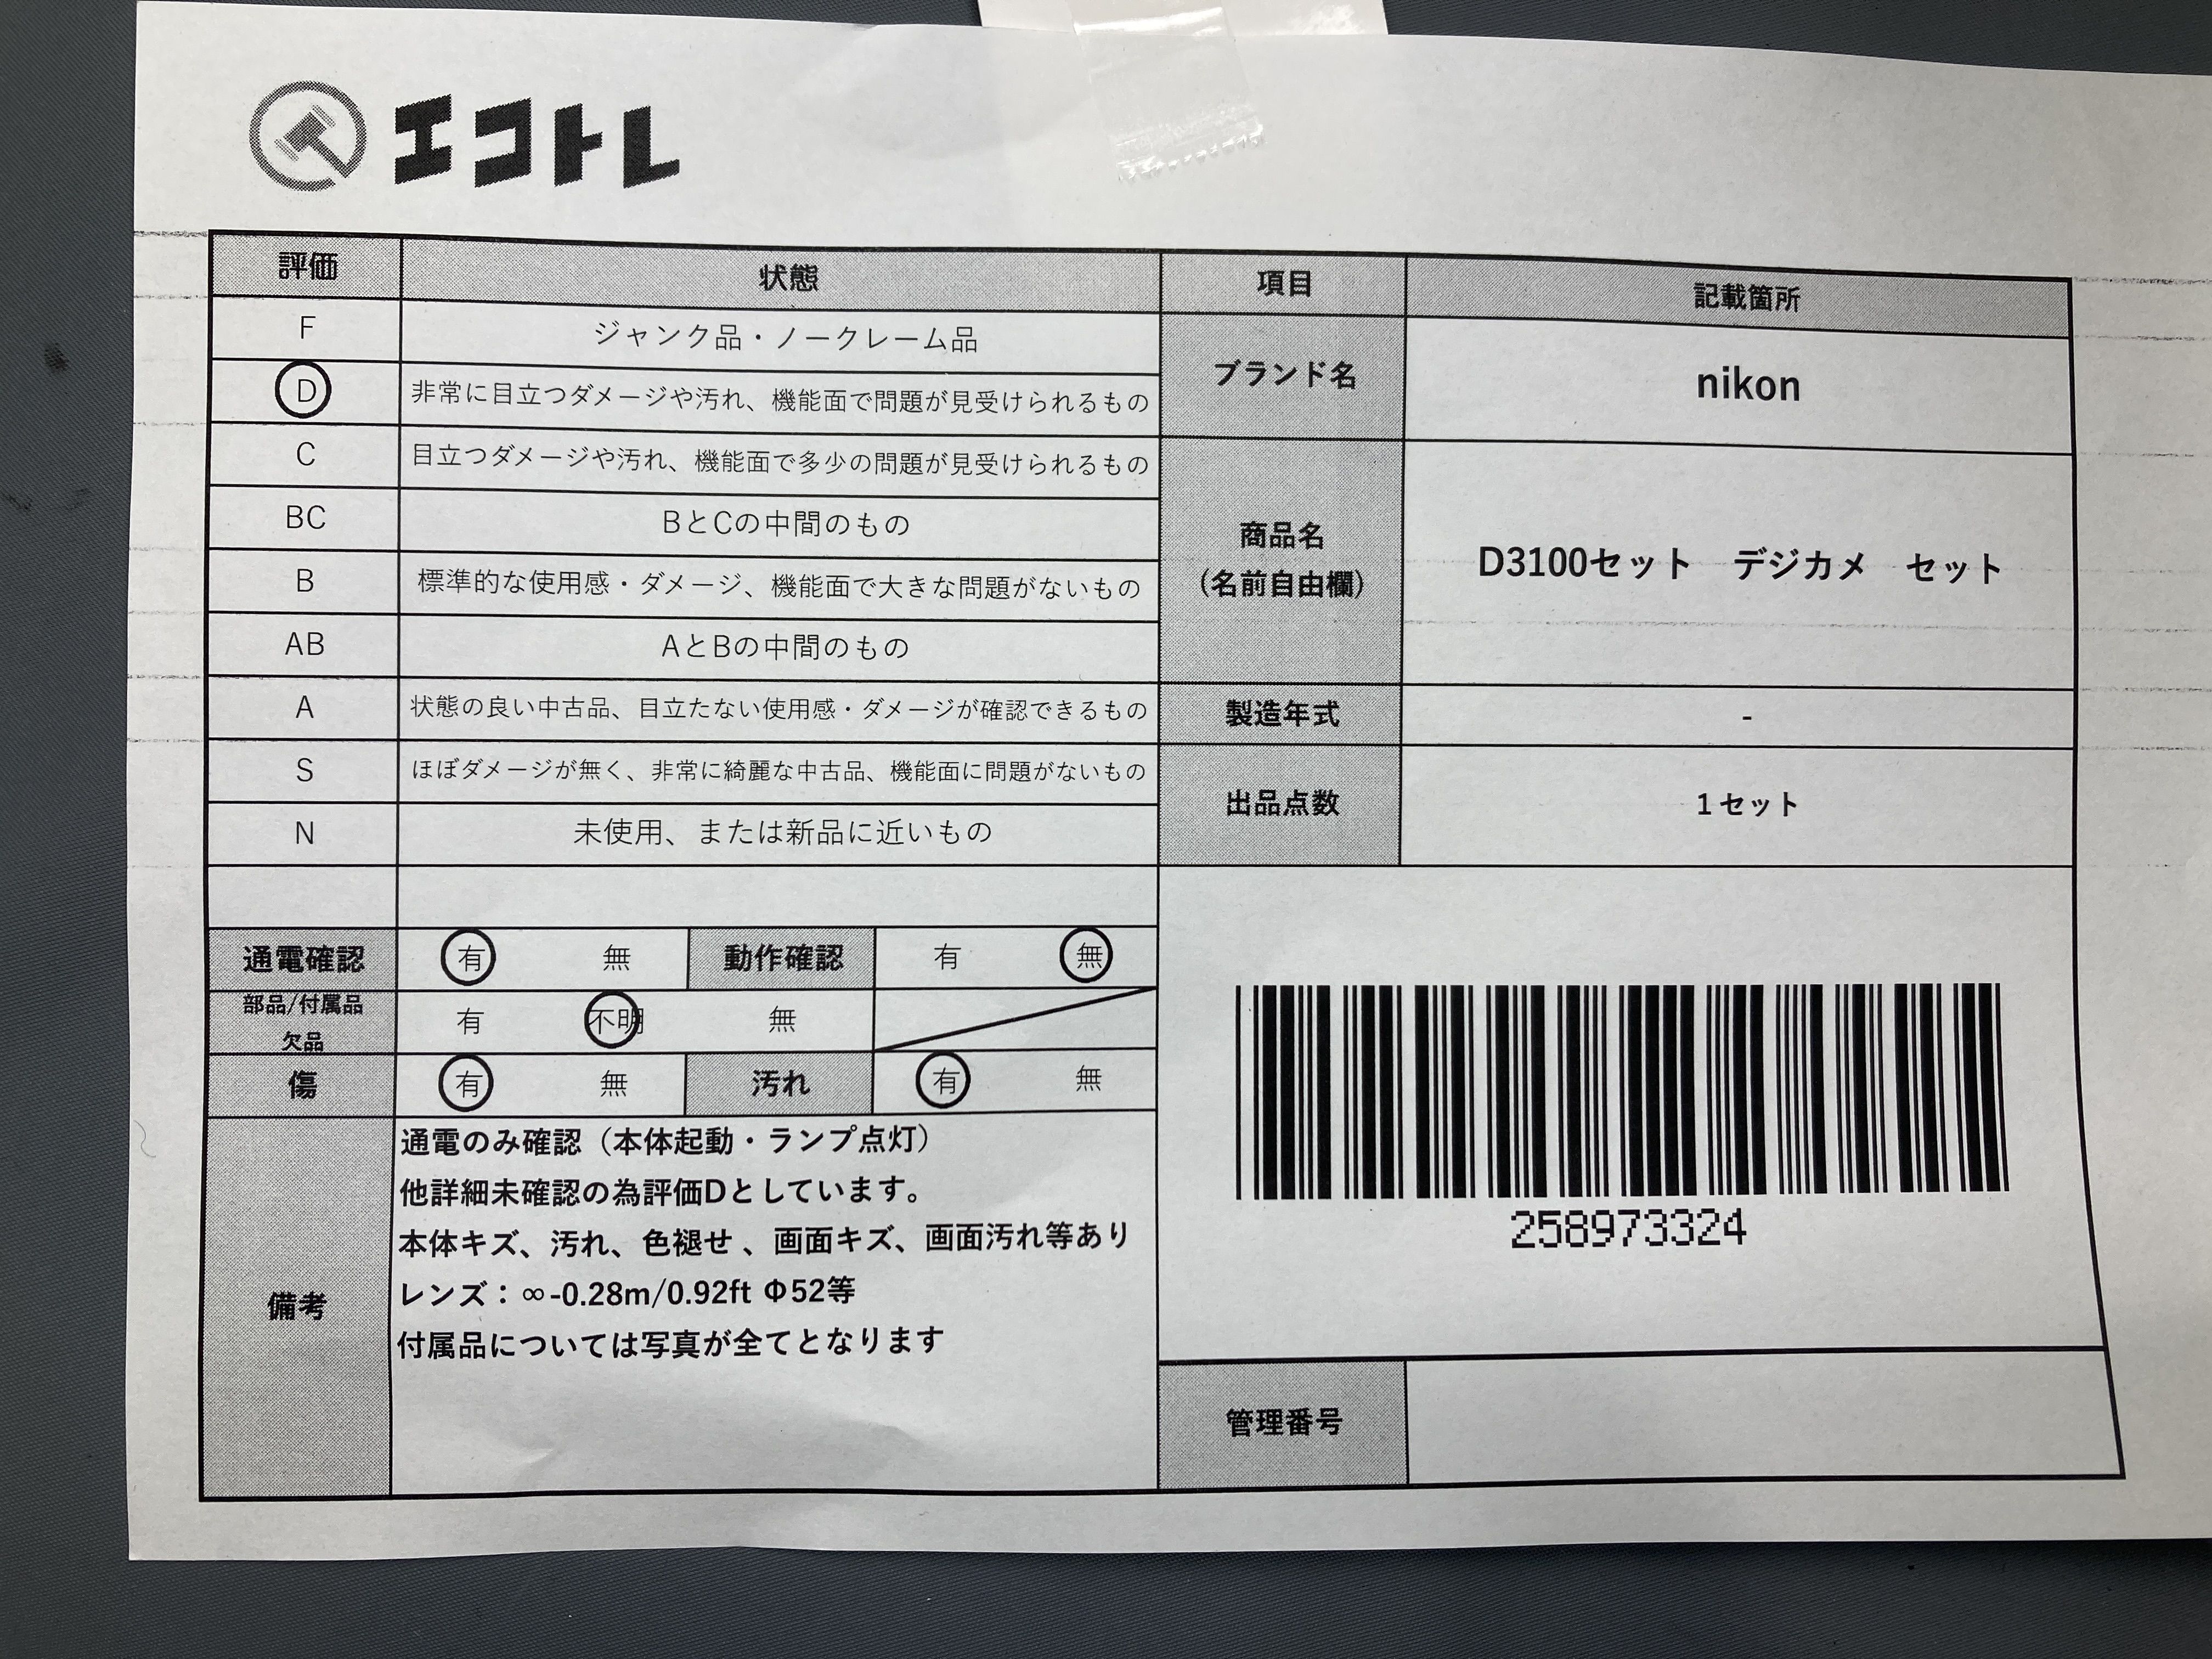 エコトレ
評価 状態 項目 記載箇所
F ジャンク品・ノークレーム品
D 非常に目立つダメージや汚れ、機能面で問題が見受けられるもの
C 目立つダメージや汚れ、機能面で多少の問題が見受けられるもの
BC BとCの中間のもの
B 標準的な使用感・ダメージ、機能面で大きな問題がないもの
AB AとBの中間のもの
A 状態の良い中古品、目立たない使用感・ダメージが確認できるもの
S ほぼダメージが無く、非常に綺麗な中古品、機能面に問題がないもの
N 未使用、または新品に近いもの
ブランド名 nikon
商品名
(名前自由欄)
D3100セット デジカメ セット
製造年式 -
出品点数 1セット
通電確認 有 無 動作確認 有 無
部品/付属品
欠品
有 不明 無
傷 有 無 汚れ 有 無
備考
通電のみ確認（本体起動・ランプ点灯）
他詳細未確認の為評価Dとしています。
本体キズ、汚れ、色褪せ 、画面キズ、画面汚れ等あり
レンズ：∞-0.28m/0.92ft Φ52等
付属品については写真が全てとなります
258973324
管理番号